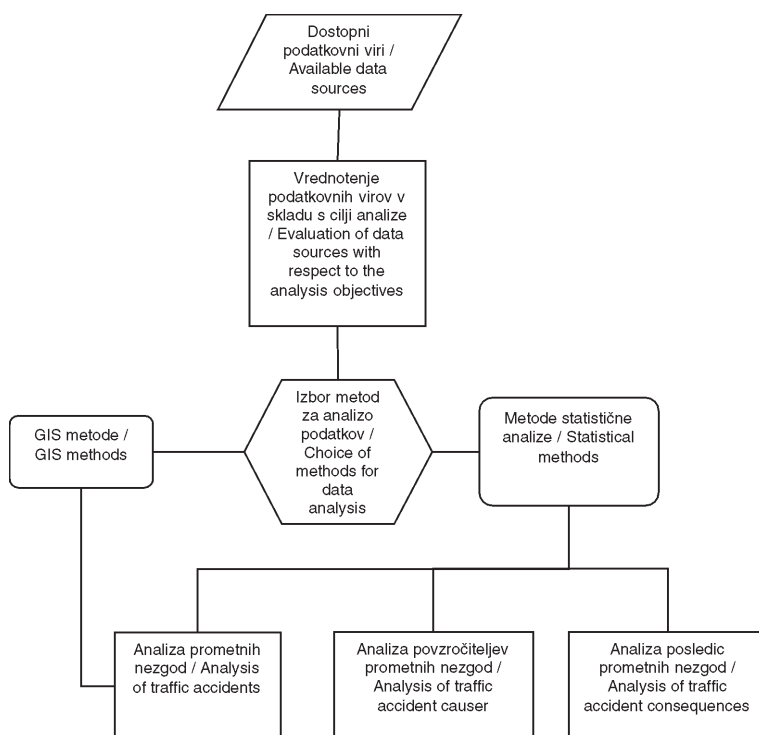 Dostopni
podatkovni viri /
Available data
sources
Vrednotenje
podatkovnih virov v
skladu s cilji analize
/ Evaluation of data
sources with
respect to the
analysis objectives
Izbor metod
za analizo
podatkov /
Choice of
methods for
data
analysis
GIS metode /
GIS methods
Metode statistične
analize / Statistical
methods
Analiza prometnih
nezgod / Analysis
of traffic accidents
Analiza povzročiteljev
prometnih nezgod /
Analysis of traffic
accident causer
Analiza posledic
prometnih nezgod /
Analysis of traffic
accident consequences